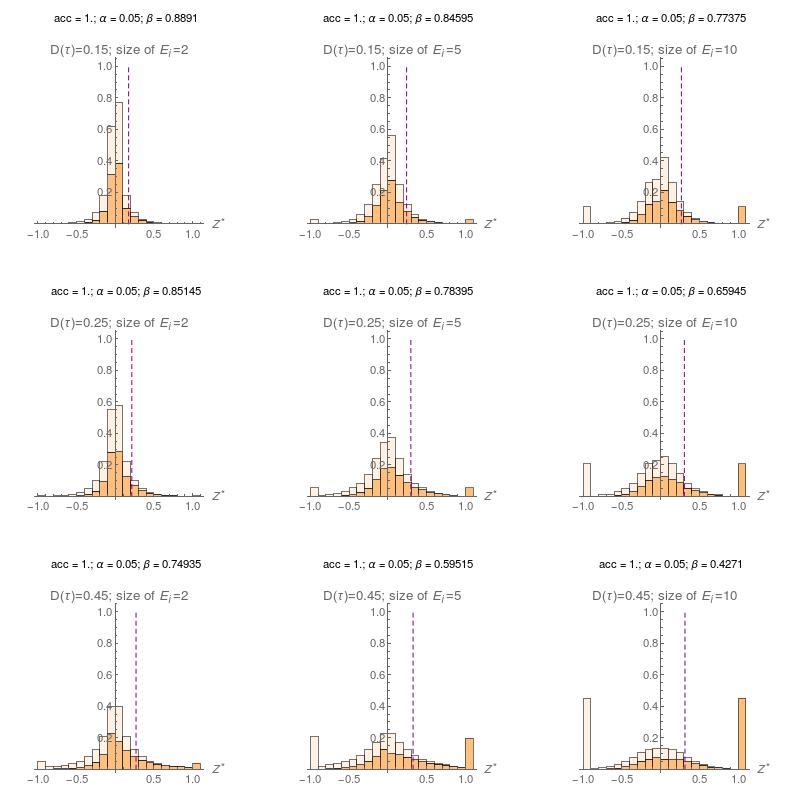 acc = 1.; α = 0.05; β = 0.8891
D(τ)=0.15; size of Ei=2
1.0
0.8
0.6
0.4
0.2
−1.0 −0.5 0.5 1.0 Z*
acc = 1.; α = 0.05; β = 0.84595
D(τ)=0.15; size of Ei=5
1.0
0.8
0.6
0.4
0.2
−1.0 −0.5 0.5 1.0 Z*
acc = 1.; α = 0.05; β = 0.77375
D(τ)=0.15; size of Ei=10
1.0
0.8
0.6
0.4
0.2
−1.0 −0.5 0.5 1.0 Z*
acc = 1.; α = 0.05; β = 0.85145
D(τ)=0.25; size of Ei=2
1.0
0.8
0.6
0.4
0.2
−1.0 −0.5 0.5 1.0 Z*
acc = 1.; α = 0.05; β = 0.78395
D(τ)=0.25; size of Ei=5
1.0
0.8
0.6
0.4
0.2
−1.0 −0.5 0.5 1.0 Z*
acc = 1.; α = 0.05; β = 0.65945
D(τ)=0.25; size of Ei=10
1.0
0.8
0.6
0.4
0.2
−1.0 −0.5 0.5 1.0 Z*
acc = 1.; α = 0.05; β = 0.74935
D(τ)=0.45; size of Ei=2
1.0
0.8
0.6
0.4
0.2
−1.0 −0.5 0.5 1.0 Z*
acc = 1.; α = 0.05; β = 0.59515
D(τ)=0.45; size of Ei=5
1.0
0.8
0.6
0.4
0.2
−1.0 −0.5 0.5 1.0 Z*
acc = 1.; α = 0.05; β = 0.4271
D(τ)=0.45; size of Ei=10
1.0
0.8
0.6
0.4
0.2
−1.0 −0.5 0.5 1.0 Z*